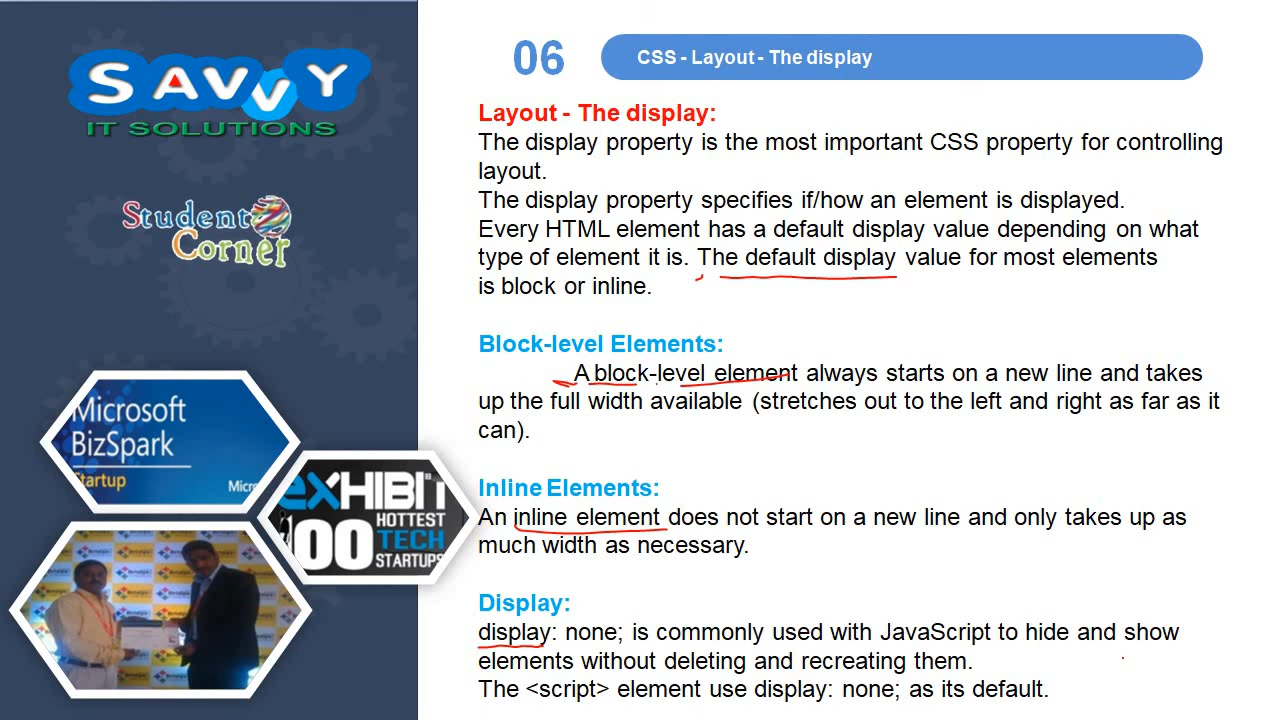 SAVVY
IT SOLUTIONS
Student
Corner
Microsoft
BizSpark
Startup
Micr
eXHIBIT
100
HOTTEST
TECH
STARTUPS
06
CSS - Layout - The display
Layout - The display:
The display property is the most important CSS property for controlling
layout.
The display property specifies if/how an element is displayed.
Every HTML element has a default display value depending on what
type of element it is. The default display value for most elements
is block or inline.
Block-level Elements:
A block-level element always starts on a new line and takes
up the full width available (stretches out to the left and right as far as it
can).
Inline Elements:
An inline element does not start on a new line and only takes up as
much width as necessary.
Display:
display: none; is commonly used with JavaScript to hide and show
elements without deleting and recreating them.
The <script> element use display: none; as its default.